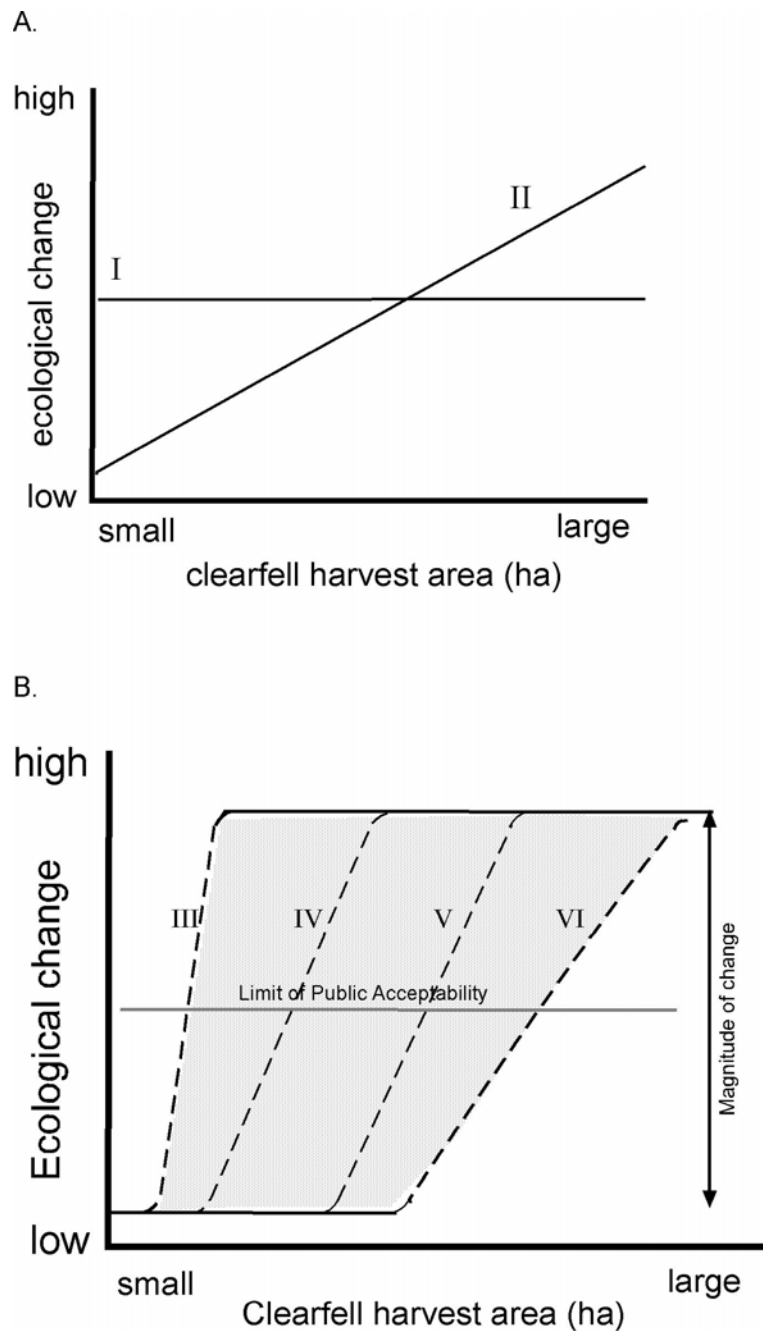 A.
high
I
II
ecological change
low
small
large
clearfell harvest area (ha)
B.
high
III
IV
V
VI
Limit of Public Acceptability
Ecological change
Magnitude of change
low
small
large
Clearfell harvest area (ha)